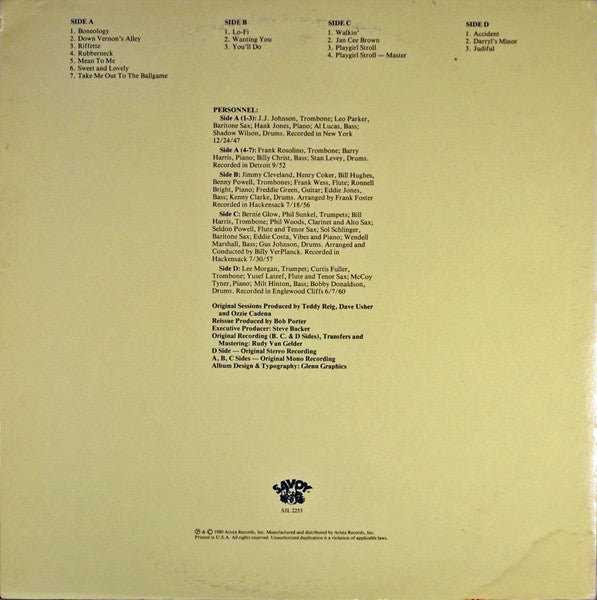 SIDE A
1. Boneology
2. Down Vernon's Alley
3. Riffette
4. Rubberneck
5. Mean To Me
6. Sweet and Lovely
7. Take Me Out To The Ballgame
SIDE B
1. Lo-Fi
2. Wanting You
3. You'll Do
SIDE C
1. Walkin'
2. Jan Cee Brown
3. Playgirl Stroll
4. Playgirl Stroll — Master
SIDE D
1. Accident
2. Darryl's Minor
3. Judiful
PERSONNEL:
Side A (1-3): J.J. Johnson, Trombone; Leo Parker,
Baritone Sax; Hank Jones, Piano; Al Lucas, Bass;
Shadow Wilson, Drums. Recorded in New York
12/24/47
Side A (4-7): Frank Rosolino, Trombone; Barry
Harris, Piano; Billy Christ, Bass; Stan Levey, Drums.
Recorded in Detroit 9/52
Side B: Jimmy Cleveland, Henry Coker, Bill Hughes,
Benny Powell, Trombones; Frank Wess, Flute; Ronnell
Bright, Piano; Freddie Green, Guitar; Eddie Jones,
Bass; Kenny Clarke, Drums. Arranged by Frank Foster
Recorded in Hackensack 7/18/56
Side C: Bernie Glow, Phil Sunkel, Trumpets; Bill
Harris, Trombone; Phil Woods, Clarinet and Alto Sax;
Seldon Powell, Flute and Tenor Sax; Sol Schlinger,
Baritone Sax; Eddie Costa, Vibes and Piano; Wendell
Marshall, Bass; Gus Johnson, Drums. Arranged and
Conducted by Billy VerPlanck. Recorded in
Hackensack 7/30/57
Side D: Lee Morgan, Trumpet; Curtis Fuller,
Trombone; Yusef Lateef, Flute and Tenor Sax; McCoy
Tyner, Piano; Milt Hinton, Bass; Bobby Donaldson,
Drums. Recorded in Englewood Cliffs 6/7/60
Original Sessions Produced by Teddy Reig, Dave Usher
and Ozzie Cadena
Reissue Produced by Bob Porter
Executive Producer: Steve Backer
Original Recording (B. C. & D Sides), Transfers and
Mastering: Rudy Van Gelder
D Side — Original Stereo Recording
A, B, C Sides — Original Mono Recording
Album Design & Typography: Glenn Graphics
SAVOY
SJL 2253
℗ & © 1980 Arista Records, Inc. Manufactured and distributed by Arista Records, Inc.
Printed in U.S.A. All rights reserved. Unauthorized duplication is a violation of applicable laws.